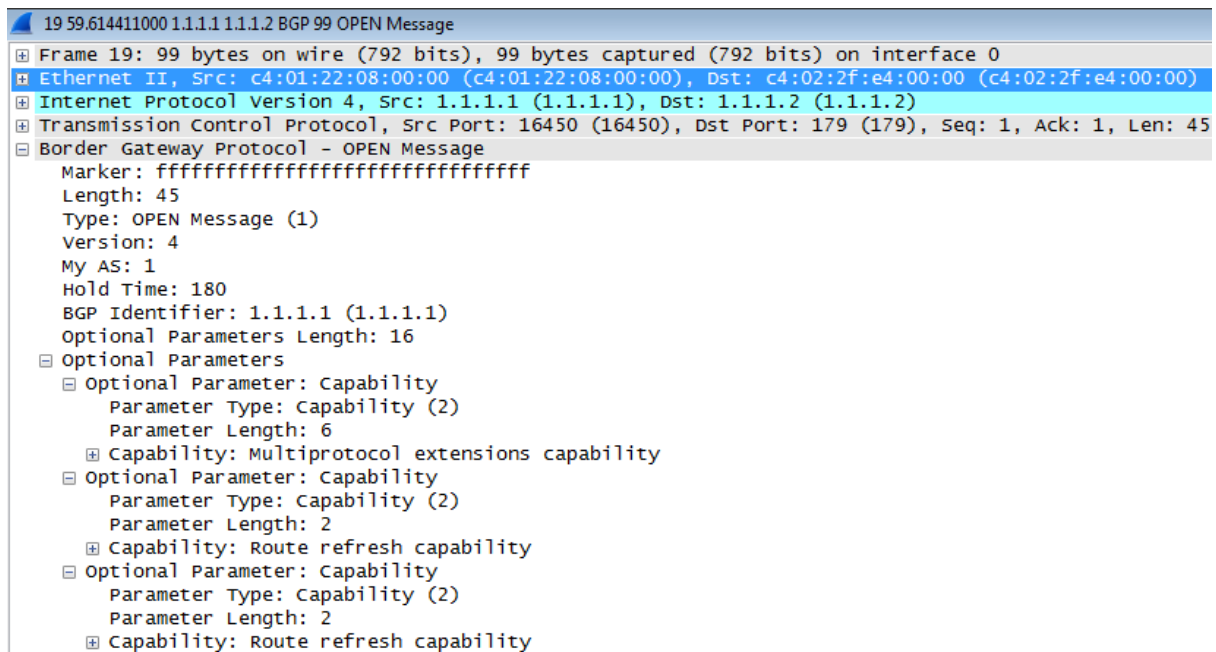 19 59.614411000 1.1.1.1 1.1.1.2 BGP 99 OPEN Message
Frame 19: 99 bytes on wire (792 bits), 99 bytes captured (792 bits) on interface 0
Ethernet II, Src: c4:01:22:08:00:00 (c4:01:22:08:00:00), Dst: c4:02:2f:e4:00:00 (c4:02:2f:e4:00:00)
Internet Protocol Version 4, Src: 1.1.1.1 (1.1.1.1), Dst: 1.1.1.2 (1.1.1.2)
Transmission Control Protocol, Src Port: 16450 (16450), Dst Port: 179 (179), Seq: 1, Ack: 1, Len: 45
Border Gateway Protocol - OPEN Message
Marker: ffffffffffffffffffffffffffffffff
Length: 45
Type: OPEN Message (1)
Version: 4
My AS: 1
Hold Time: 180
BGP Identifier: 1.1.1.1 (1.1.1.1)
Optional Parameters Length: 16
Optional Parameters
Optional Parameter: Capability
Parameter Type: Capability (2)
Parameter Length: 6
Capability: Multiprotocol extensions capability
Optional Parameter: Capability
Parameter Type: Capability (2)
Parameter Length: 2
Capability: Route refresh capability
Optional Parameter: Capability
Parameter Type: Capability (2)
Parameter Length: 2
Capability: Route refresh capability